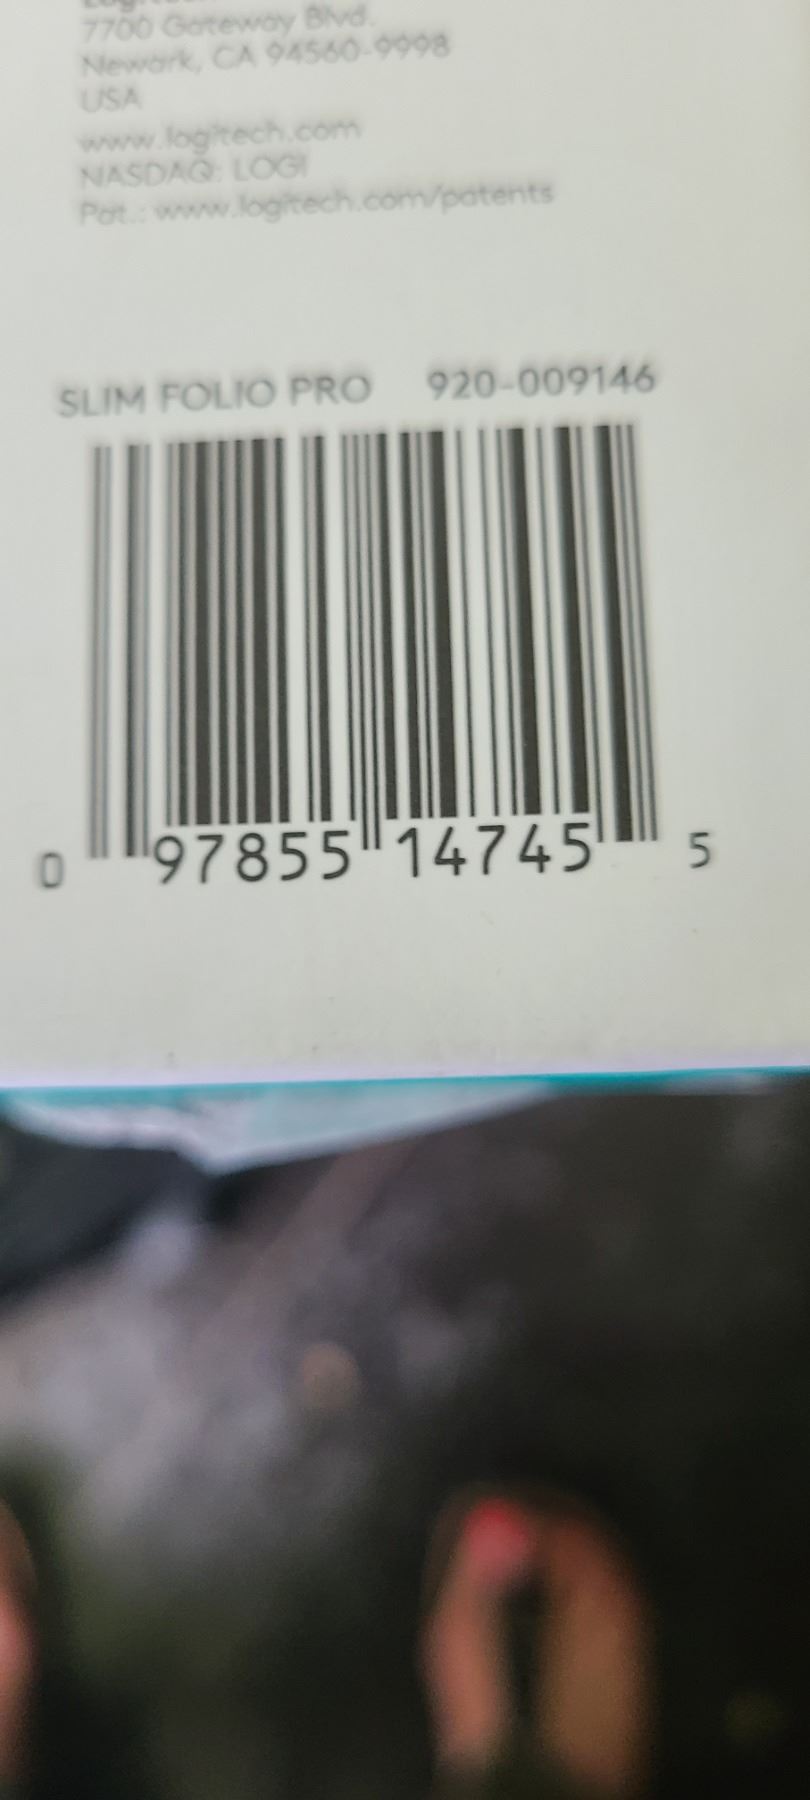 7700 Gateway Blvd.
Newark, CA 94560-9998
USA
www.logitech.com
NASDAQ: LOGI
Pat.: www.logitech.com/patents
SLIM FOLIO PRO 920-009146
0 97855 14745 5